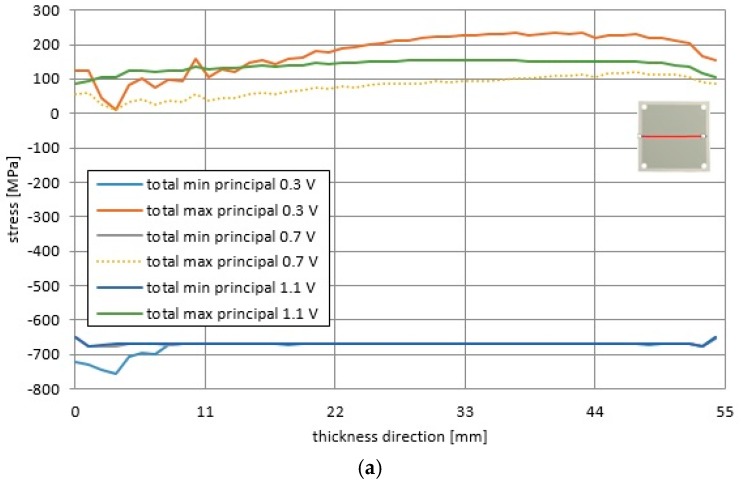 300
200
100
0
-100
-200
-300
-400
-500
-600
-700
-800
stress [MPa]
total min principal 0.3 V
total max principal 0.3 V
total min principal 0.7 V
total max principal 0.7 V
total min principal 1.1 V
total max principal 1.1 V
0 11 22 33 44 55
thickness direction [mm]
(a)